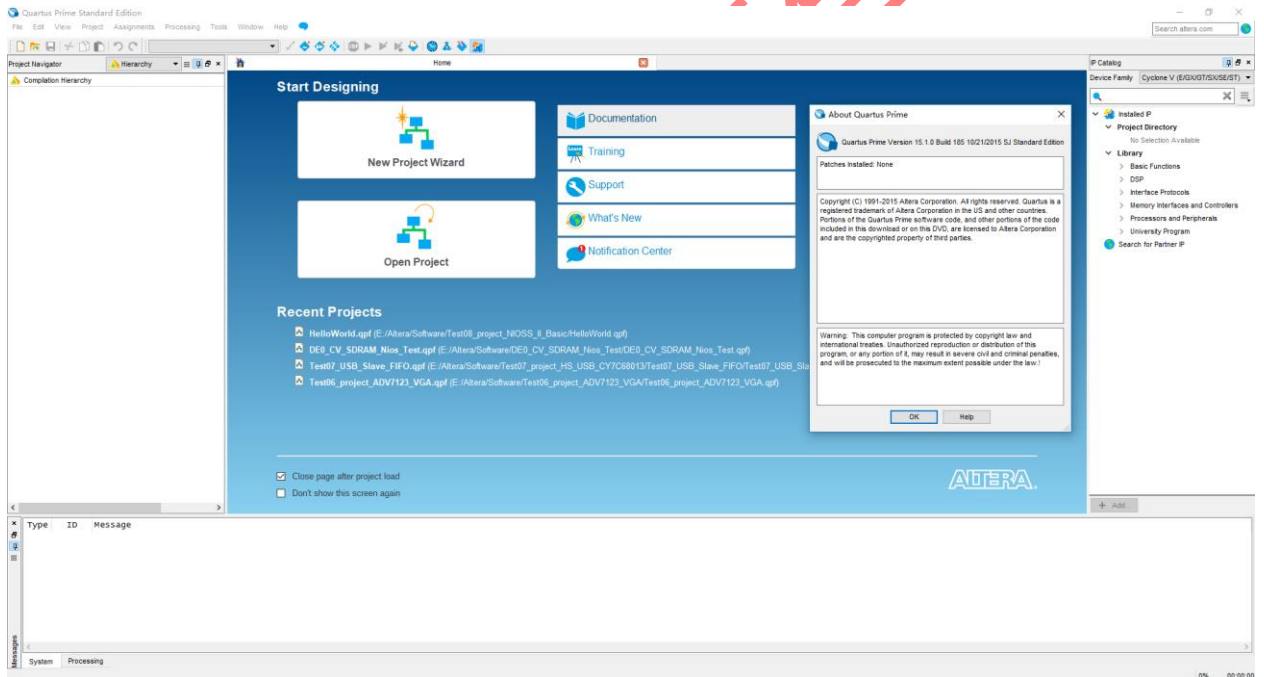 Quartus Prime Standard Edition
File Edit View Project Assignments Processing Tools Window Help
Search altera.com
Project Navigator
Hierarchy
Home
IP Catalog
Compilation Hierarchy
Device Family Cyclone V (E/GX/GT/SX/SE/ST)
Start Designing
New Project Wizard
Open Project
Documentation
Training
Support
What's New
Notification Center
About Quartus Prime
Quartus Prime Version 15.1.0 Build 185 10/21/2015 SJ Standard Edition
Patches Installed: None
Copyright (C) 1991-2015 Altera Corporation. All rights reserved. Quartus is a
registered trademark of Altera Corporation in the US and other countries.
Portions of the Quartus Prime software code, and other portions of the code
included in this download or on this DVD, are licensed to Altera Corporation
and are the copyrighted property of third parties.
Warning: This computer program is protected by copyright law and
international treaties. Unauthorized reproduction or distribution of this
program, or any portion of it, may result in severe civil and criminal penalties,
and will be prosecuted to the maximum extent possible under the law.!
OK Help
Installed IP
Project Directory
No Selection Available
Library
Basic Functions
DSP
Interface Protocols
Memory Interfaces and Controllers
Processors and Peripherals
University Program
Search for Partner IP
Recent Projects
HelloWorld.qpf (E:/Altera/Software/Test08_project_NIOSS_II_Basic/HelloWorld.qpf)
DE0_CV_SDRAM_Nios_Test.qpf (E:/Altera/Software/DE0_CV_SDRAM_Nios_Test/DE0_CV_SDRAM_Nios_Test.qpf)
Test07_USB_Slave_FIFO.qpf (E:/Altera/Software/Test07_project_HS_USB_CY7C68013/Test07_USB_Slave_FIFO/Test07_USB_Sla
Test06_project_ADV7123_VGA.qpf (E:/Altera/Software/Test06_project_ADV7123_VGA/Test06_project_ADV7123_VGA.qpf)
Close page after project load
Don't show this screen again
ALTERA.
+ Add...
Type ID Message
Messages
System Processing
0% 00:00:00